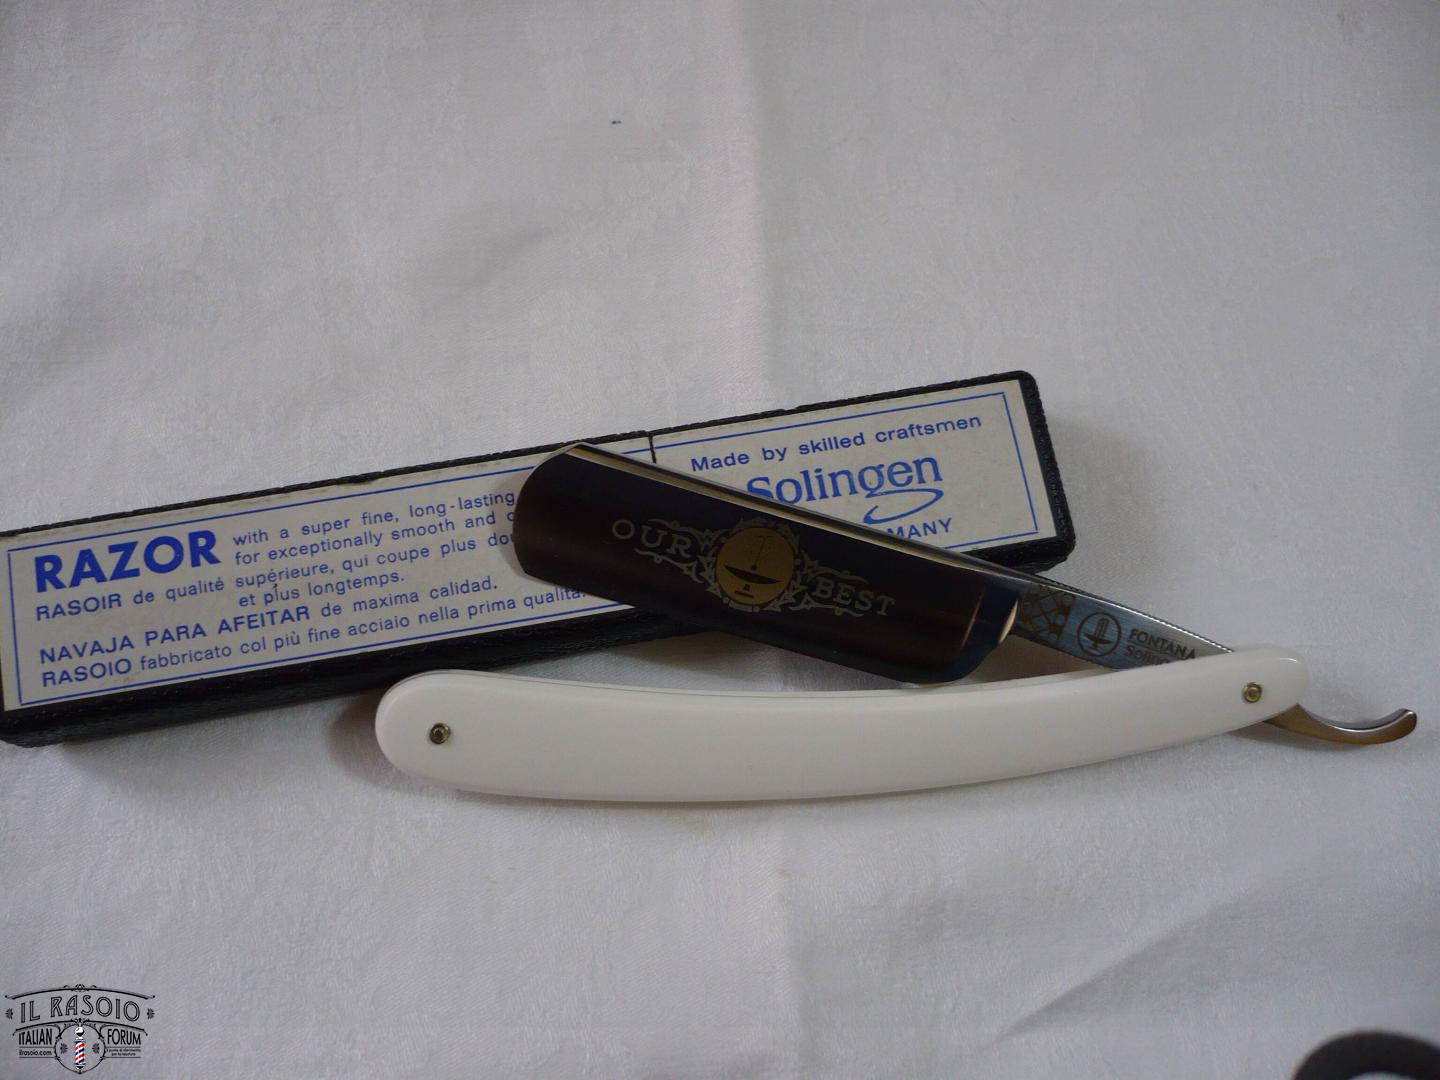 RAZOR
with a super fine, long-lasting
for exceptionally smooth and
RASOIR de qualité supérieure, qui coupe plus
et plus longtemps.
NAVAJA PARA AFEITAR de maxima calidad.
RASOIO fabbricato col più fine acciaio nella prima qualità.
Made by skilled craftsmen
Solingen
OUR BEST
FONTANA
IL RASOIO
ITALIAN FORUM
ilrasoio.com